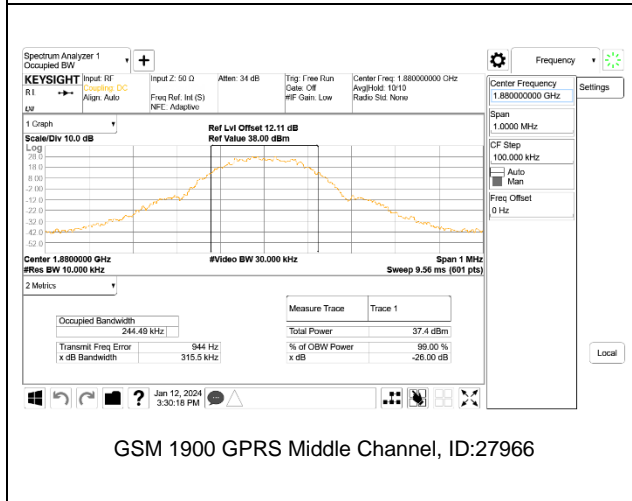 Spectrum Analyzer 1
Occupied BW
Frequency
KEYSIGHT
Input: RF
Coupling: DC
Align: Auto
Input Z: 50 Ω
Freq Ref: Int (S)
NFE: Adaptive
Atten: 34 dB
Trig: Free Run
Gate: Off
#IF Gain: Low
Center Freq: 1.880000000 GHz
Avg|Hold: 10/10
Radio Std: None
Center Frequency
1.880000000 GHz
Settings
Span
1.0000 MHz
CF Step
100.000 kHz
Auto
Man
Freq Offset
0 Hz
1 Graph
Scale/Div 10.0 dB
Ref Lvl Offset 12.11 dB
Ref Value 38.00 dBm
Log
28.0
18.0
8.00
-2.00
-12.0
-22.0
-32.0
-42.0
-52.0
Center 1.8800000 GHz
#Res BW 10.000 kHz
#Video BW 30.000 kHz
Span 1 MHz
Sweep 9.56 ms (601 pts)
2 Metrics
Measure Trace Trace 1
Occupied Bandwidth
244.49 kHz
Total Power 37.4 dBm
Transmit Freq Error 944 Hz
% of OBW Power 99.00 %
x dB Bandwidth 315.5 kHz
x dB -26.00 dB
Local
?
Jan 12, 2024
3:30:18 PM
GSM 1900 GPRS Middle Channel, ID:27966